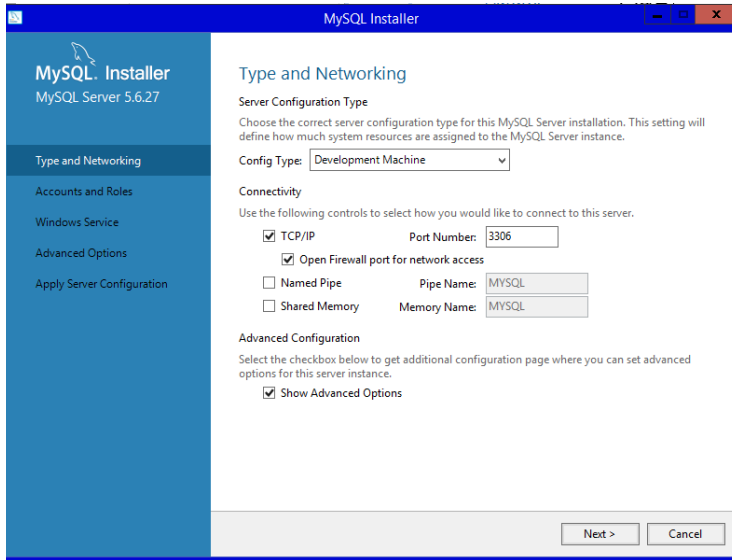 MySQL Installer
MySQL. Installer
MySQL Server 5.6.27
Type and Networking
Accounts and Roles
Windows Service
Advanced Options
Apply Server Configuration
Type and Networking
Server Configuration Type
Choose the correct server configuration type for this MySQL Server installation. This setting will
define how much system resources are assigned to the MySQL Server instance.
Config Type: Development Machine
Connectivity
Use the following controls to select how you would like to connect to this server.
TCP/IP Port Number: 3306
Open Firewall port for network access
Named Pipe Pipe Name: MYSQL
Shared Memory Memory Name: MYSQL
Advanced Configuration
Select the checkbox below to get additional configuration page where you can set advanced
options for this server instance.
Show Advanced Options
Next > Cancel